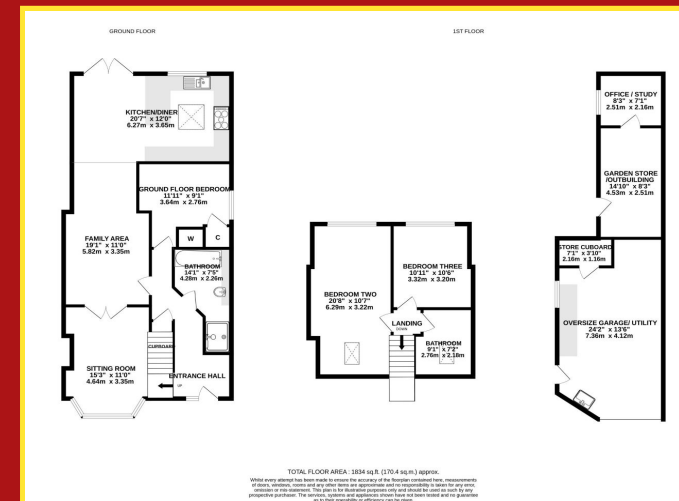 GROUND FLOOR
1ST FLOOR
KITCHEN/DINER
20'7" x 12'0"
6.27m x 3.65m
GROUND FLOOR BEDROOM
11'11" x 9'1"
3.64m x 2.76m
FAMILY AREA
19'1" x 11'0"
5.82m x 3.35m
W
C
BATHROOM
14'1" x 7'5"
4.28m x 2.26m
CUPBOARD
SITTING ROOM
15'3" x 11'0"
4.64m x 3.35m
ENTRANCE HALL
UP
BEDROOM TWO
20'8" x 10'7"
6.29m x 3.22m
BEDROOM THREE
10'11" x 10'6"
3.32m x 3.20m
LANDING
DOWN
BATHROOM
9'1" x 7'2"
2.76m x 2.18m
OFFICE / STUDY
8'3" x 7'1"
2.51m x 2.16m
GARDEN STORE
/OUTBUILDING
14'10" x 8'3"
4.53m x 2.51m
STORE CUBOARD
7'1" x 3'10"
2.16m x 1.16m
OVERSIZE GARAGE/ UTILITY
24'2" x 13'6"
7.36m x 4.12m
TOTAL FLOOR AREA : 1834 sq.ft. (170.4 sq.m.) approx.
Whilst every attempt has been made to ensure the accuracy of the floorplan contained here, measurements
of doors, windows, rooms and any other items are approximate and no responsibility is taken for any error,
omission or mis-statement. This plan is for illustrative purposes only and should be used as such by any
prospective purchaser. The services, systems and appliances shown have not been tested and no guarantee
as to their operability or efficiency can be given.